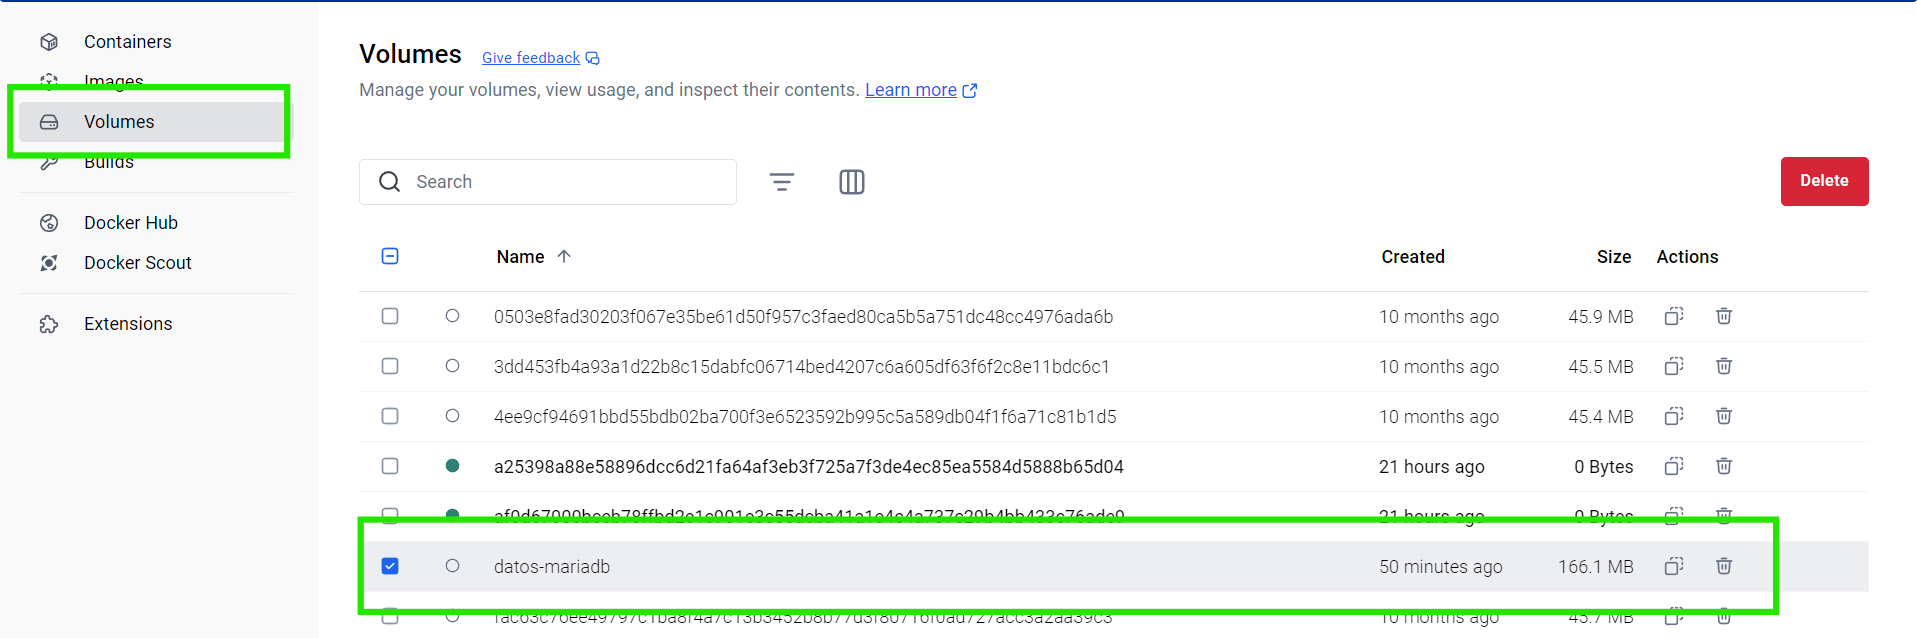 Containers
Images
Volumes
Builds
Docker Hub
Docker Scout
Extensions
Volumes Give feedback
Manage your volumes, view usage, and inspect their contents. Learn more
Search
Delete
Name Created Size Actions
0503e8fad30203f067e35be61d50f957c3faed80ca5b5a751dc48cc4976ada6b 10 months ago 45.9 MB
3dd453fb4a93a1d22b8c15dabfc06714bed4207c6a605df63f6f2c8e11bdc6c1 10 months ago 45.5 MB
4ee9cf94691bbd55bdb02ba700f3e6523592b995c5a589db04f1f6a71c81b1d5 10 months ago 45.4 MB
a25398a88e58896dcc6d21fa64af3eb3f725a7f3de4ec85ea5584d5888b65d04 21 hours ago 0 Bytes
21 hours ago 0 Bytes
datos-mariadb 50 minutes ago 166.1 MB
10 months ago 45.7 MB